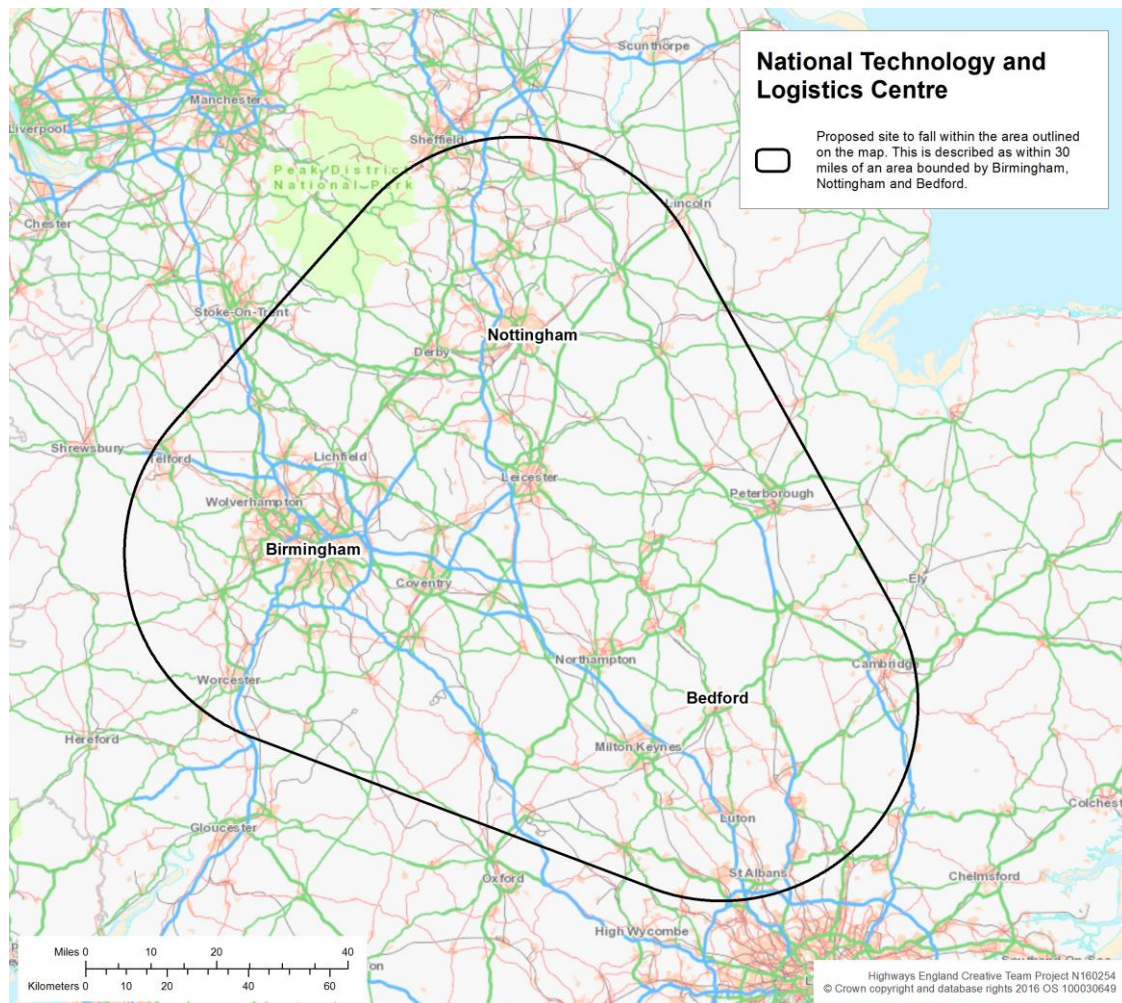 National Technology and
Logistics Centre
Proposed site to fall within the area outlined
on the map. This is described as within 30
miles of an area bounded by Birmingham,
Nottingham and Bedford.
Scunthorpe
Manchester
Liverpool
Sheffield
Peak District
National Park
Lincoln
Chester
Stoke-On-Trent
Nottingham
Derby
Shrewsbury
Telford
Lichfield
Leicester
Wolverhampton
Peterborough
Birmingham
Coventry
Ely
Northampton
Cambridge
Worcester
Bedford
Hereford
Milton Keynes
Luton
Colchest
Gloucester
Oxford
St Albans
Chelmsford
High Wycombe
Miles 0 10 20 40
Kilometers 0 10 20 40 60
Highways England Creative Team Project N160254
© Crown copyright and database rights 2016 OS 100030649